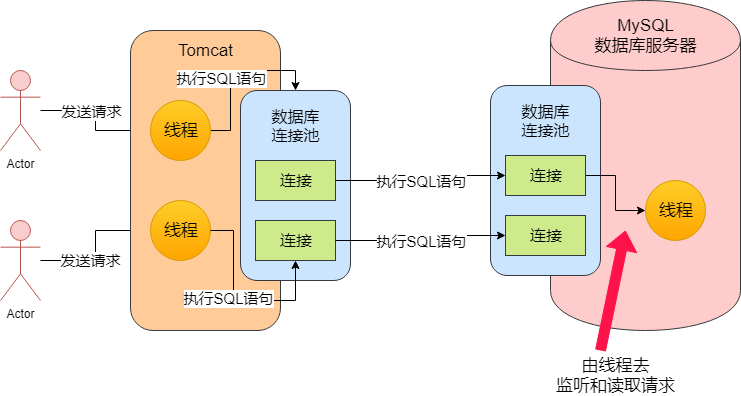 MySQL
数据库服务器
Tomcat
执行SQL语句
发送请求
线程
数据库
连接池
数据库
连接池
Actor
连接
执行SQL语句
连接
线程
线程
连接
执行SQL语句
连接
发送请求
执行SQL语句
Actor
由线程去
监听和读取请求